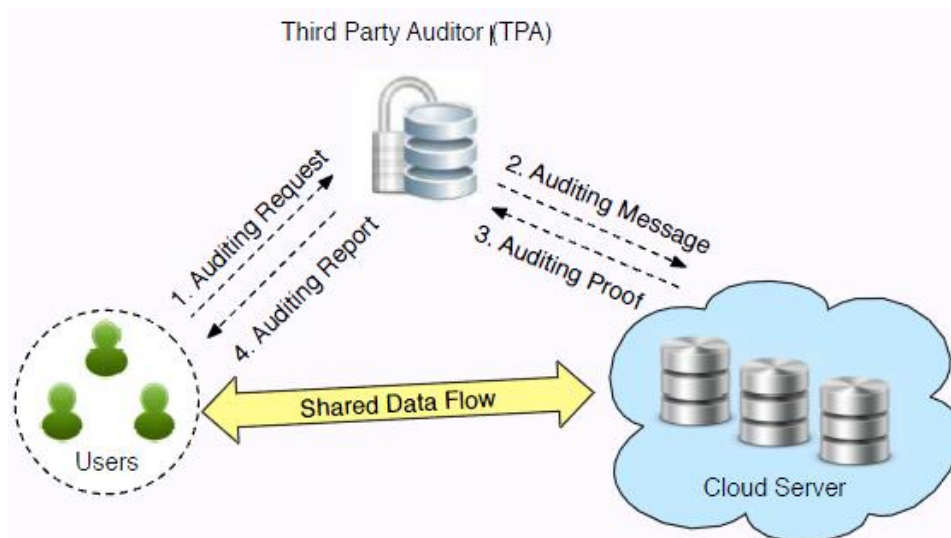 Third Party Auditor (TPA)
1. Auditing Request
2. Auditing Message
3. Auditing Proof
4. Auditing Report
Shared Data Flow
Users
Cloud Server